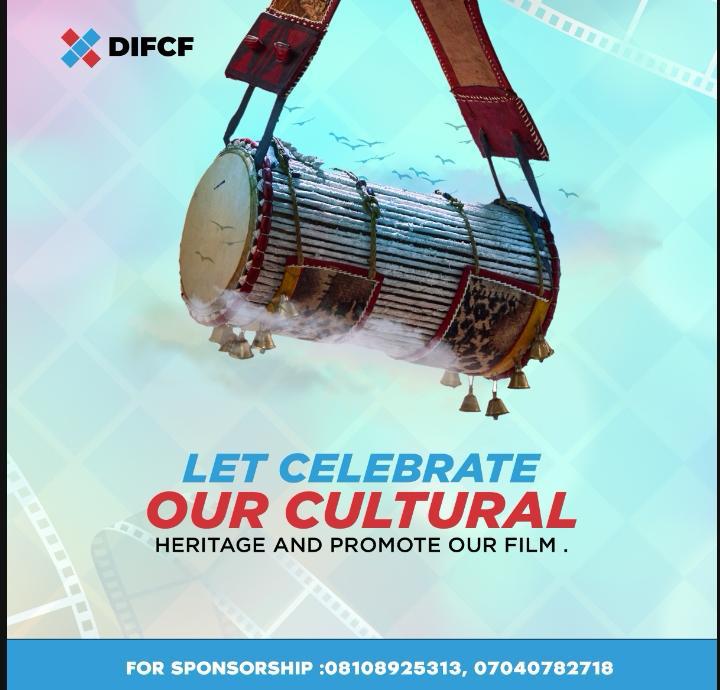 DIFCF
LET CELEBRATE
OUR CULTURAL
HERITAGE AND PROMOTE OUR FILM .
FOR SPONSORSHIP :08108925313, 07040782718